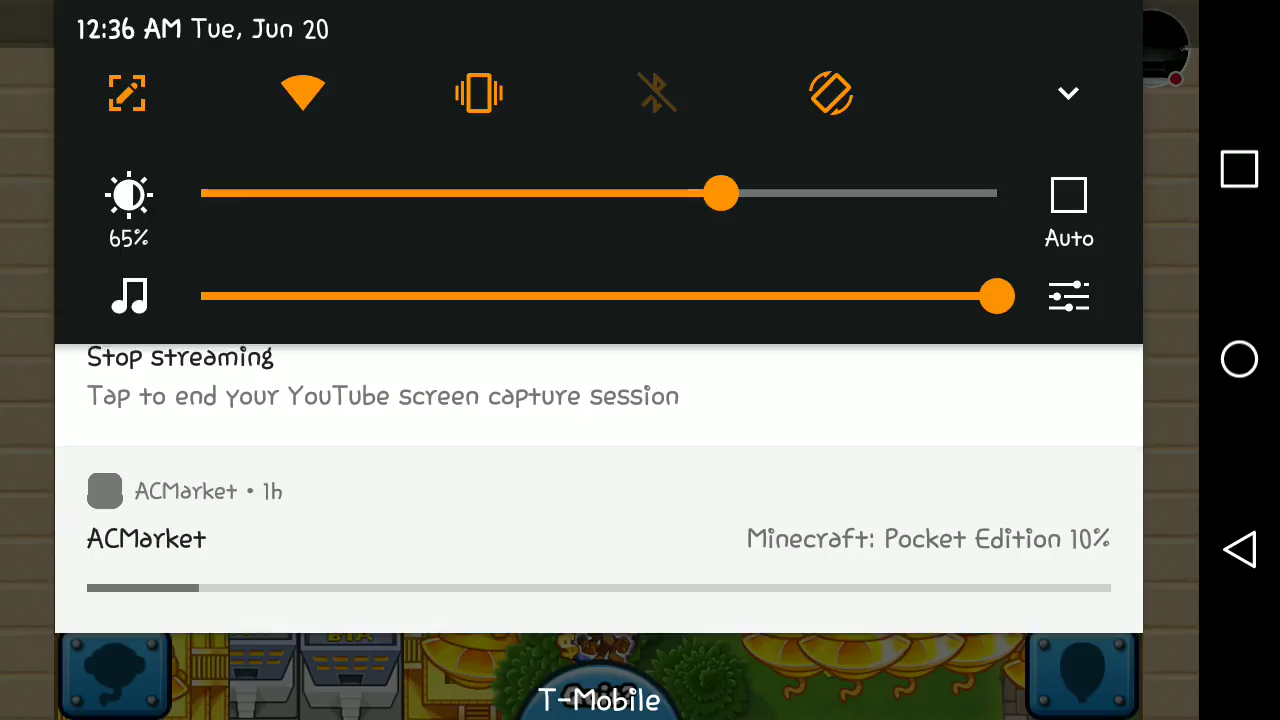 12:36 AM Tue, Jun 20
65%
Auto
Stop streaming
Tap to end your YouTube screen capture session
ACMarket • 1h
ACMarket
Minecraft: Pocket Edition 10%
T-Mobile